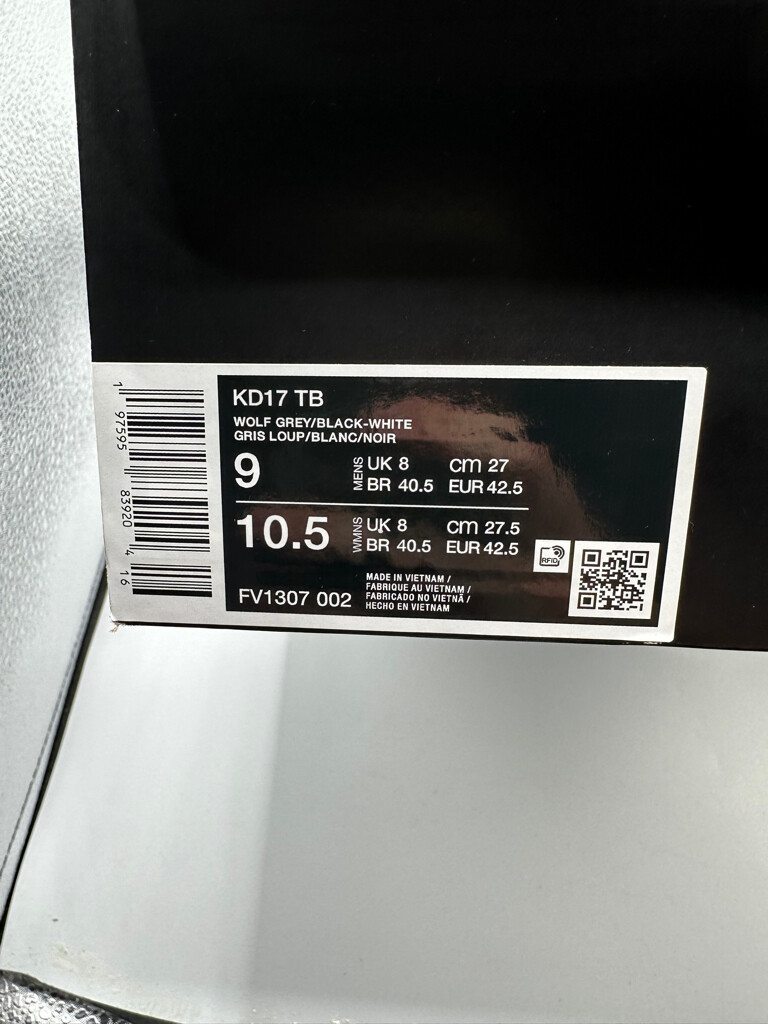 KD17 TB
WOLF GREY/BLACK-WHITE
GRIS LOUP/BLANC/NOIR
9 MENS UK 8 cm 27
BR 40.5 EUR 42.5
10.5 WMNS UK 8 cm 27.5
BR 40.5 EUR 42.5
RFID
FV1307 002
MADE IN VIETNAM /
FABRIQUE AU VIETNAM /
FABRICADO NO VIETNÃ /
HECHO EN VIETNAM
1 97595 83920 4 16